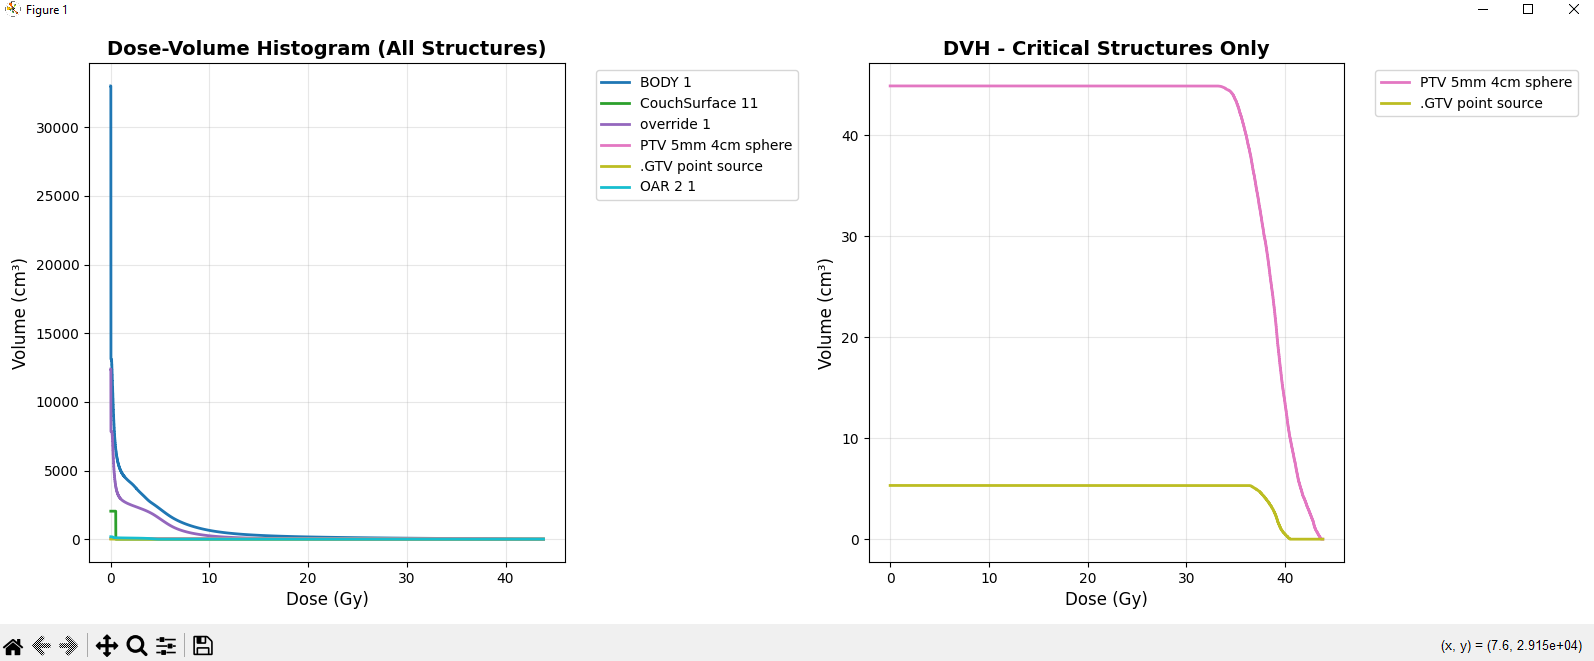 Figure 1
Dose-Volume Histogram (All Structures)
Volume (cm³)
30000
25000
20000
15000
10000
5000
0
0 10 20 30 40
Dose (Gy)
BODY 1
CouchSurface 11
override 1
PTV 5mm 4cm sphere
.GTV point source
OAR 2 1
DVH - Critical Structures Only
Volume (cm³)
40
30
20
10
0
0 10 20 30 40
Dose (Gy)
PTV 5mm 4cm sphere
.GTV point source
(x, y) = (7.6, 2.915e+04)